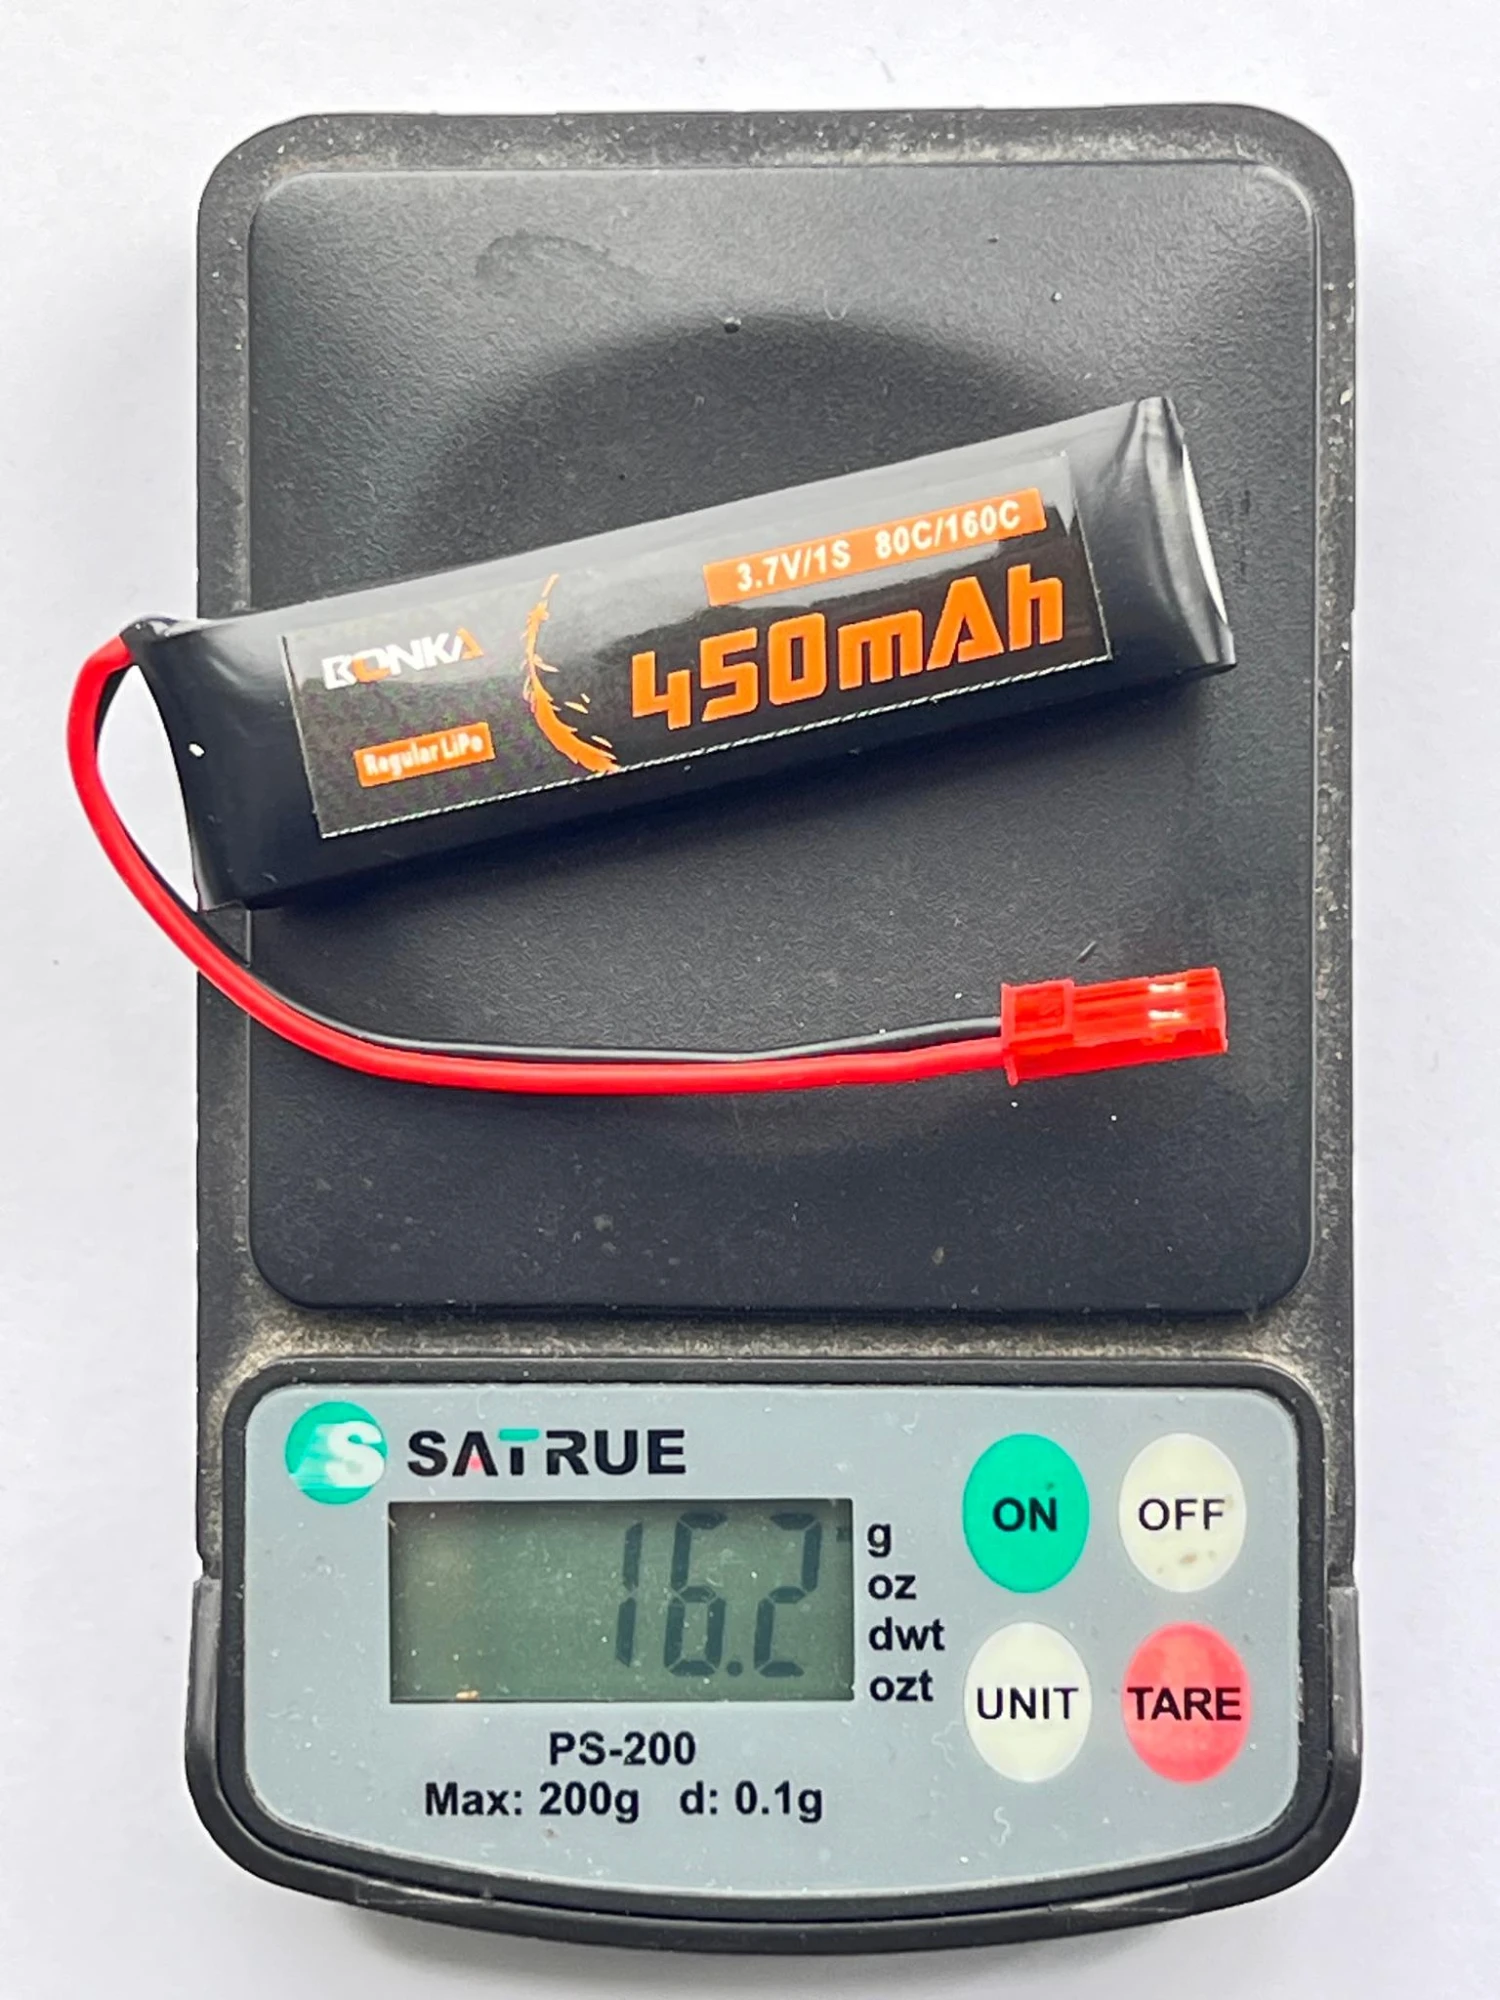 3.7V/1S 80C/160C
BONKA
450mAh
Regular LiPo
S SATRUE
16.2
g
oz
dwt
ozt
ON
OFF
UNIT
TARE
PS-200
Max: 200g d: 0.1g